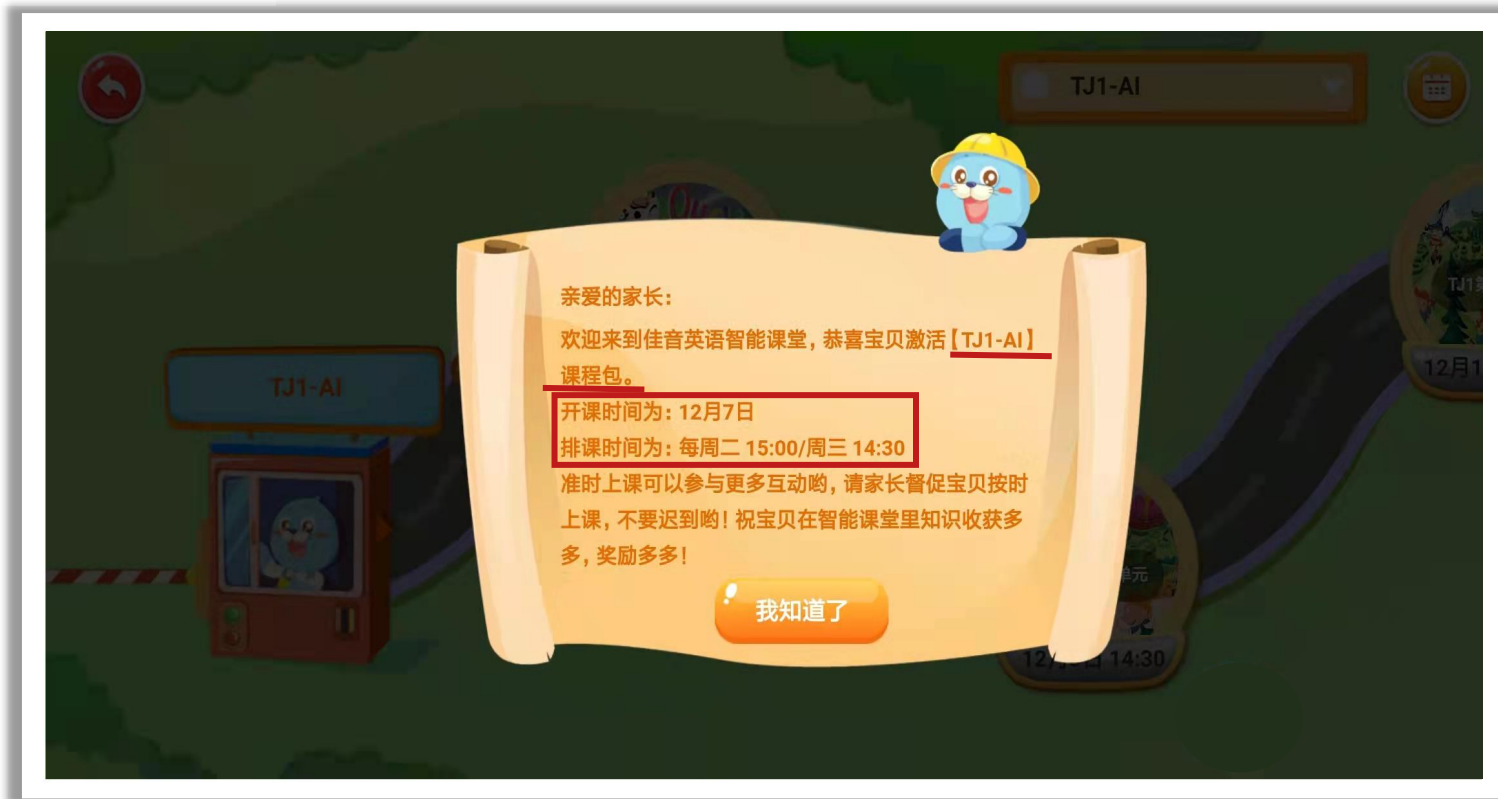 TJ1-AI
亲爱的家长：
欢迎来到佳音英语智能课堂，恭喜宝贝激活【TJ1-AI】
课程包。
开课时间为：12月7日
排课时间为：每周二 15:00/周三 14:30
准时上课可以参与更多互动哟，请家长督促宝贝按时
上课，不要迟到哟！祝宝贝在智能课堂里知识收获多
多，奖励多多！
我知道了
TJ1-AI
TJ1
12月1
单元
14:30